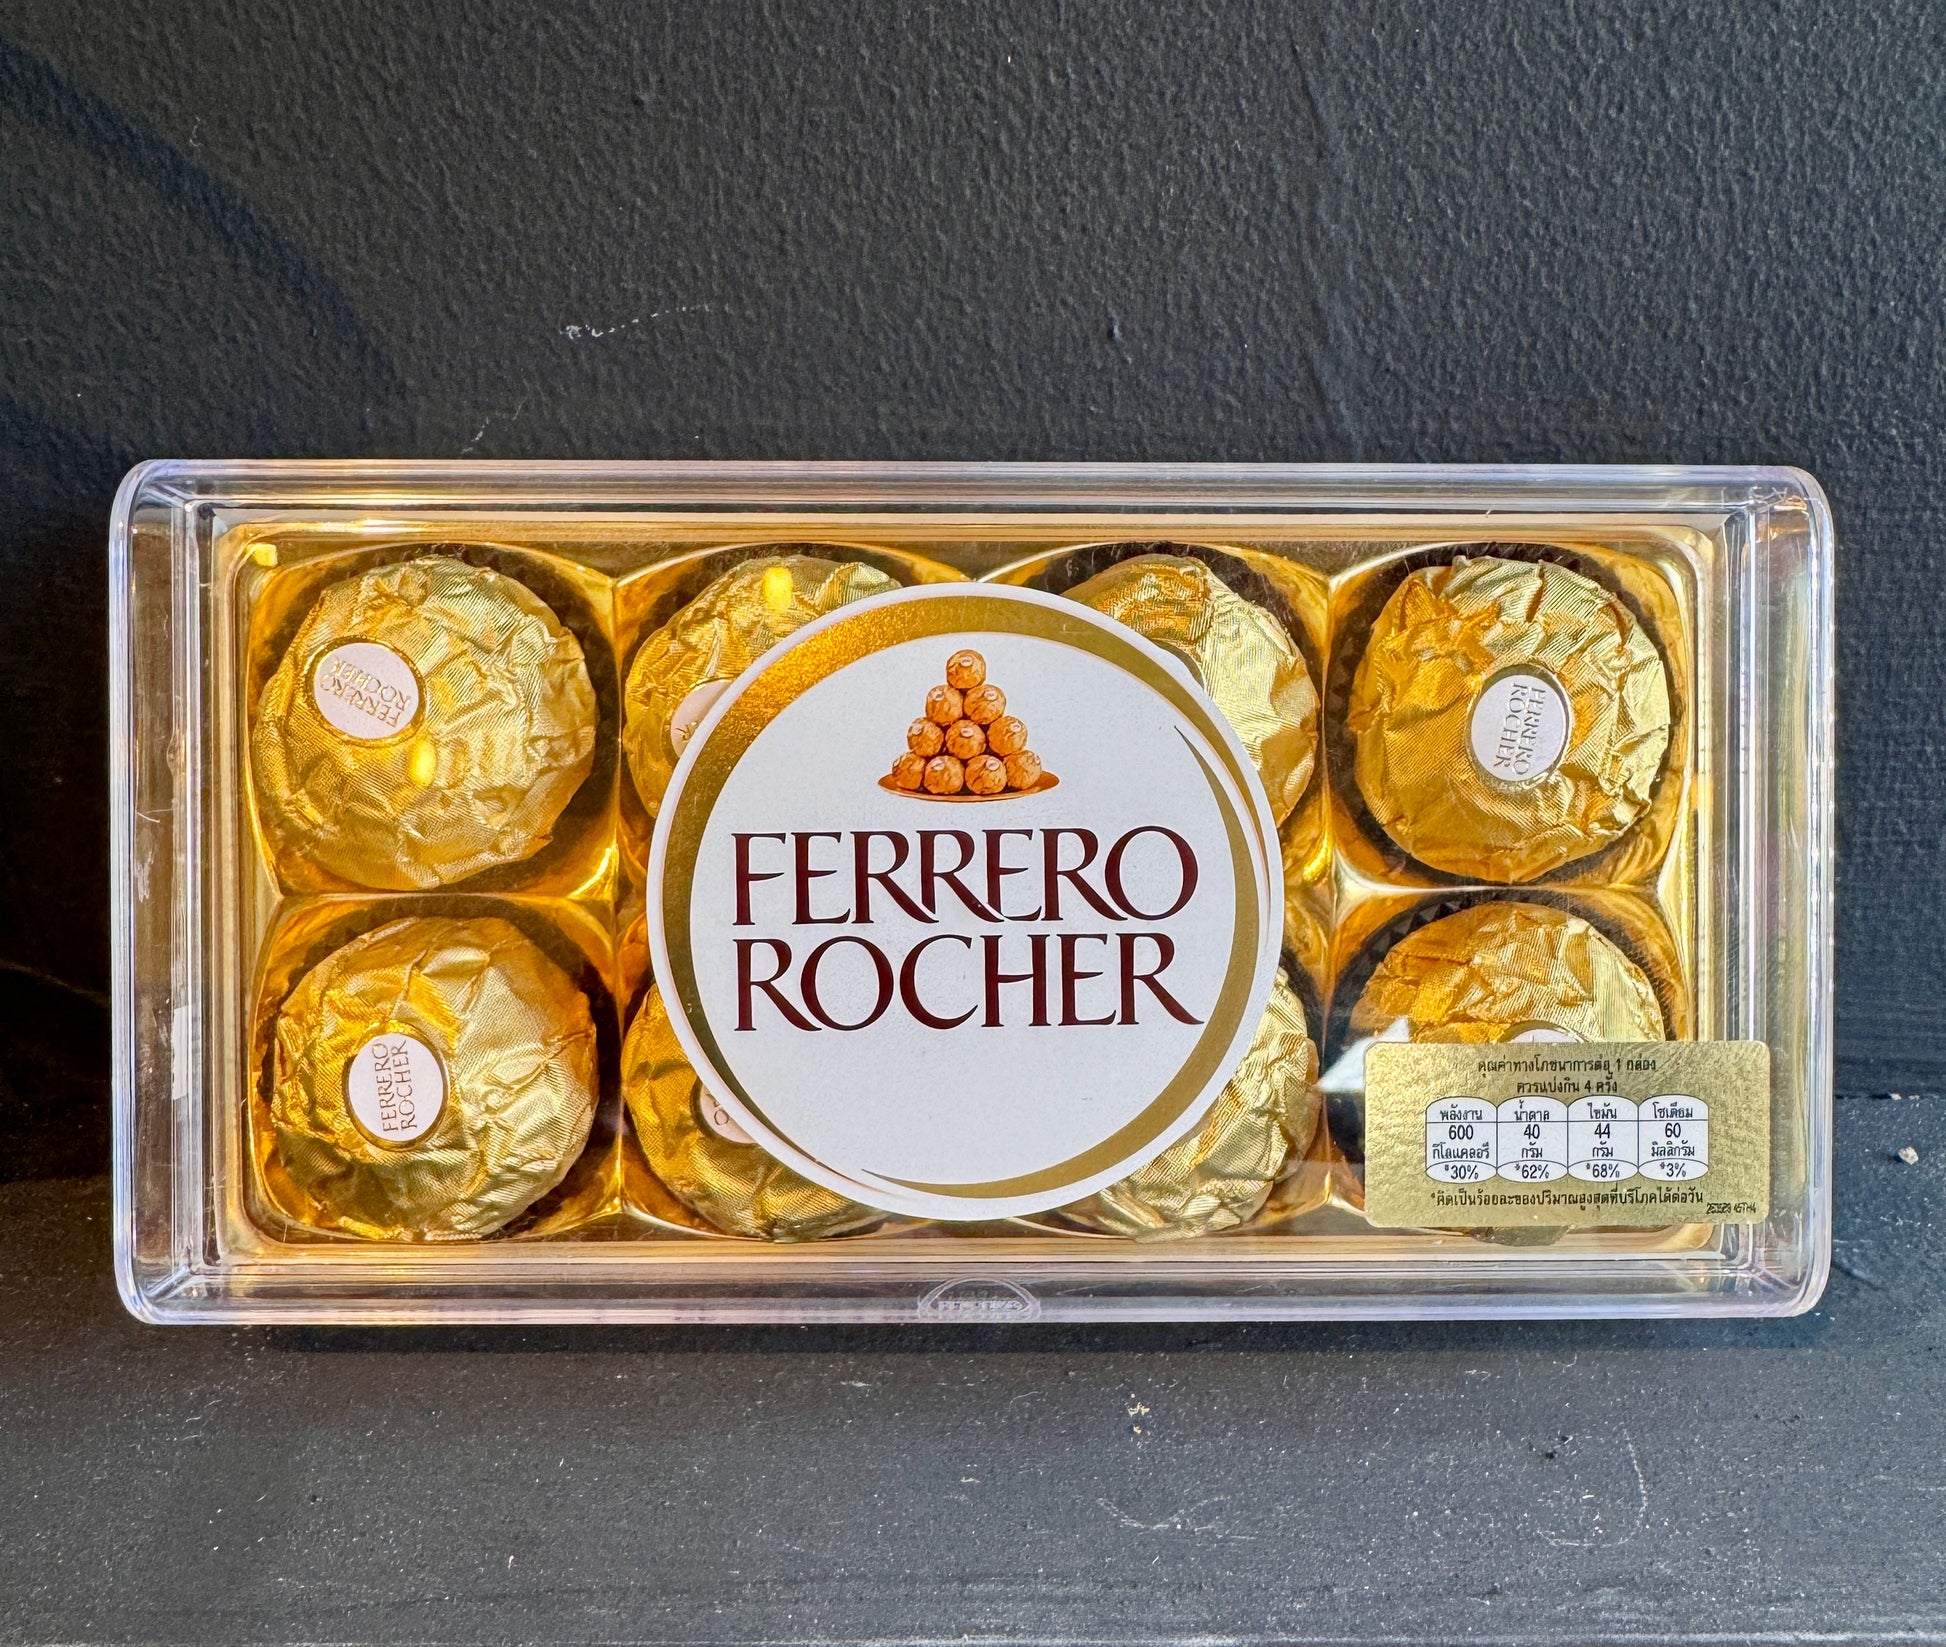 FERRERO
ROCHER
FERRERO
ROCHER
FERRERO
ROCHER
FERRERO
ROCHER
คุณค่าทางโภชนาการต่อ 1 กล่อง
ควรแบ่งกิน 4 ครั้ง
พลังงาน น้ำตาล ไขมัน โซเดียม
600 40 44 60
กิโลแคลอรี กรัม กรัม มิลลิกรัม
*30% *62% *68% *3%
*คิดเป็นร้อยละของปริมาณสูงสุดที่บริโภคได้ต่อวัน